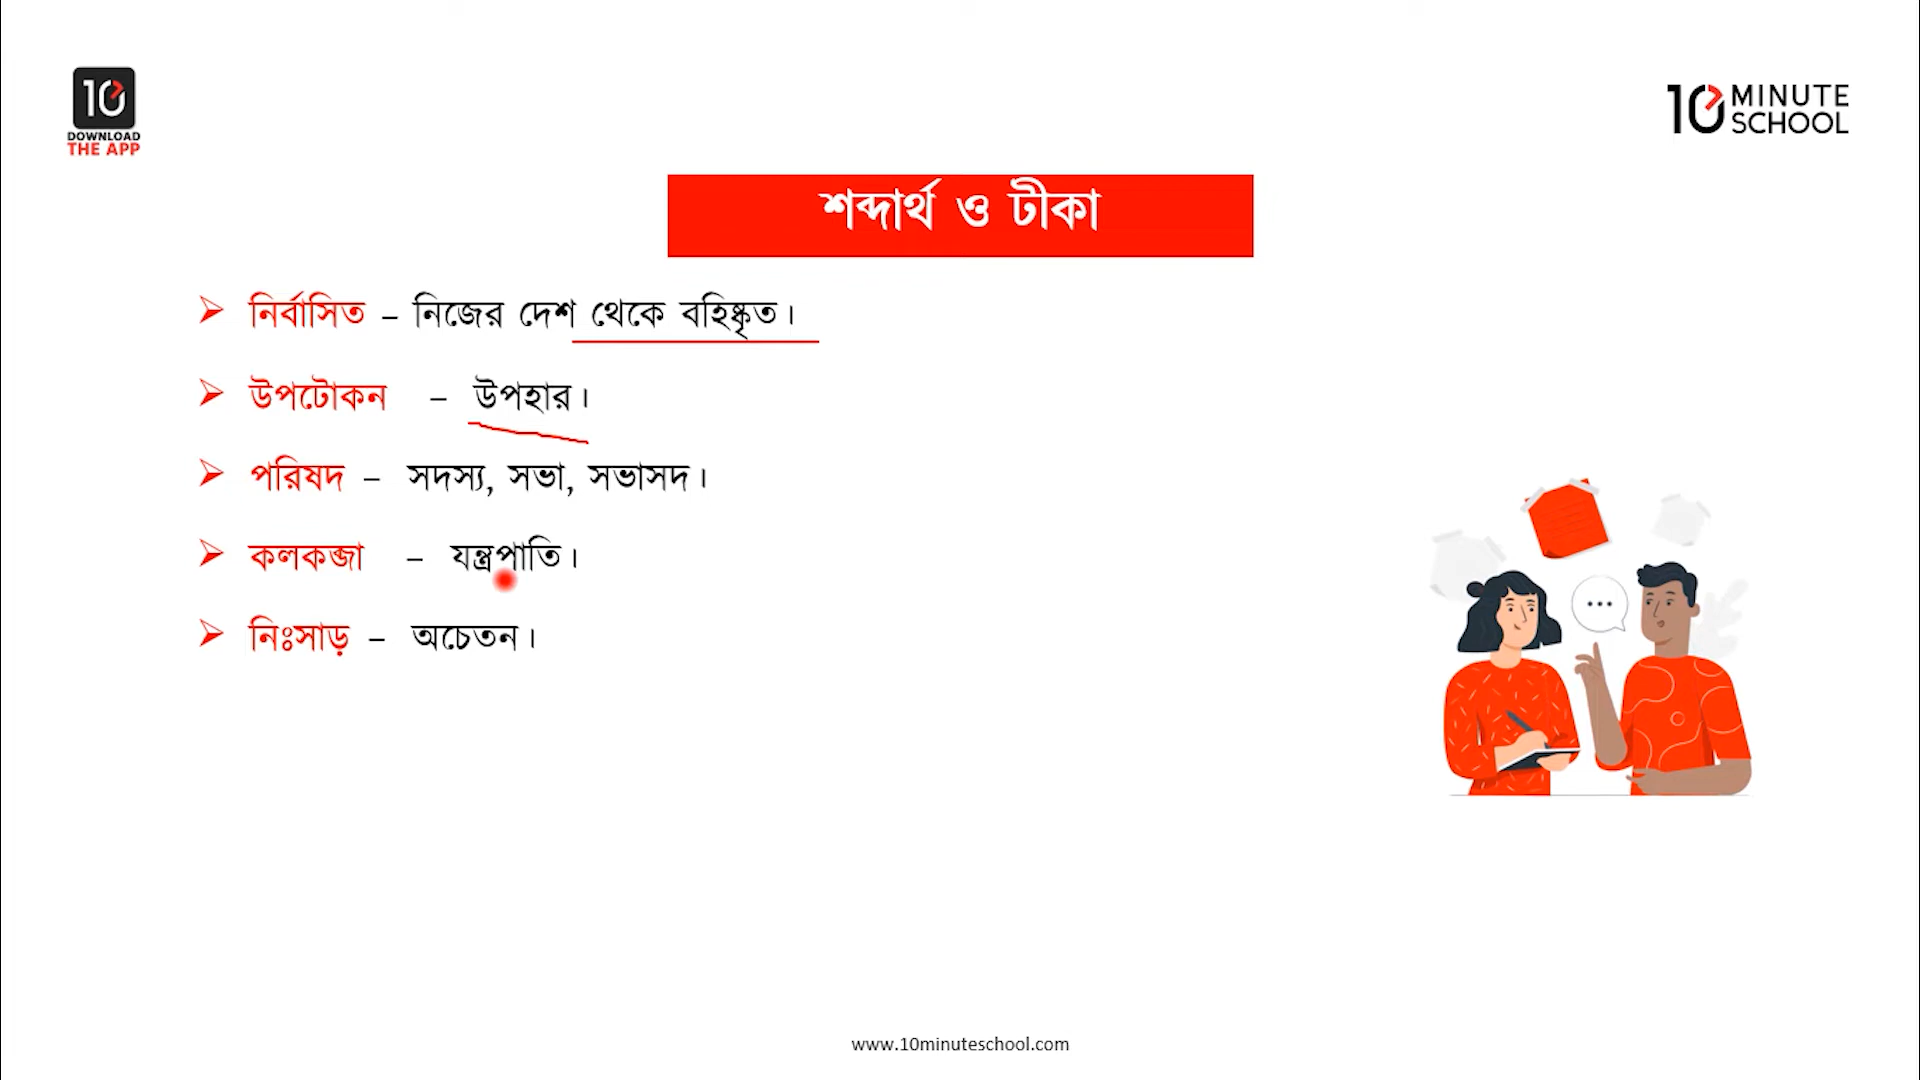 10
DOWNLOAD
THE APP
10 MINUTE
SCHOOL
শব্দার্থ ও টীকা
নির্বাসিত – নিজের দেশ থেকে বহিষ্কৃত।
উপটৌকন – উপহার।
পরিষদ – সদস্য, সভা, সভাসদ।
কলকব্জা – যন্ত্রপাতি।
নিঃসাড় – অচেতন।
www.10minuteschool.com